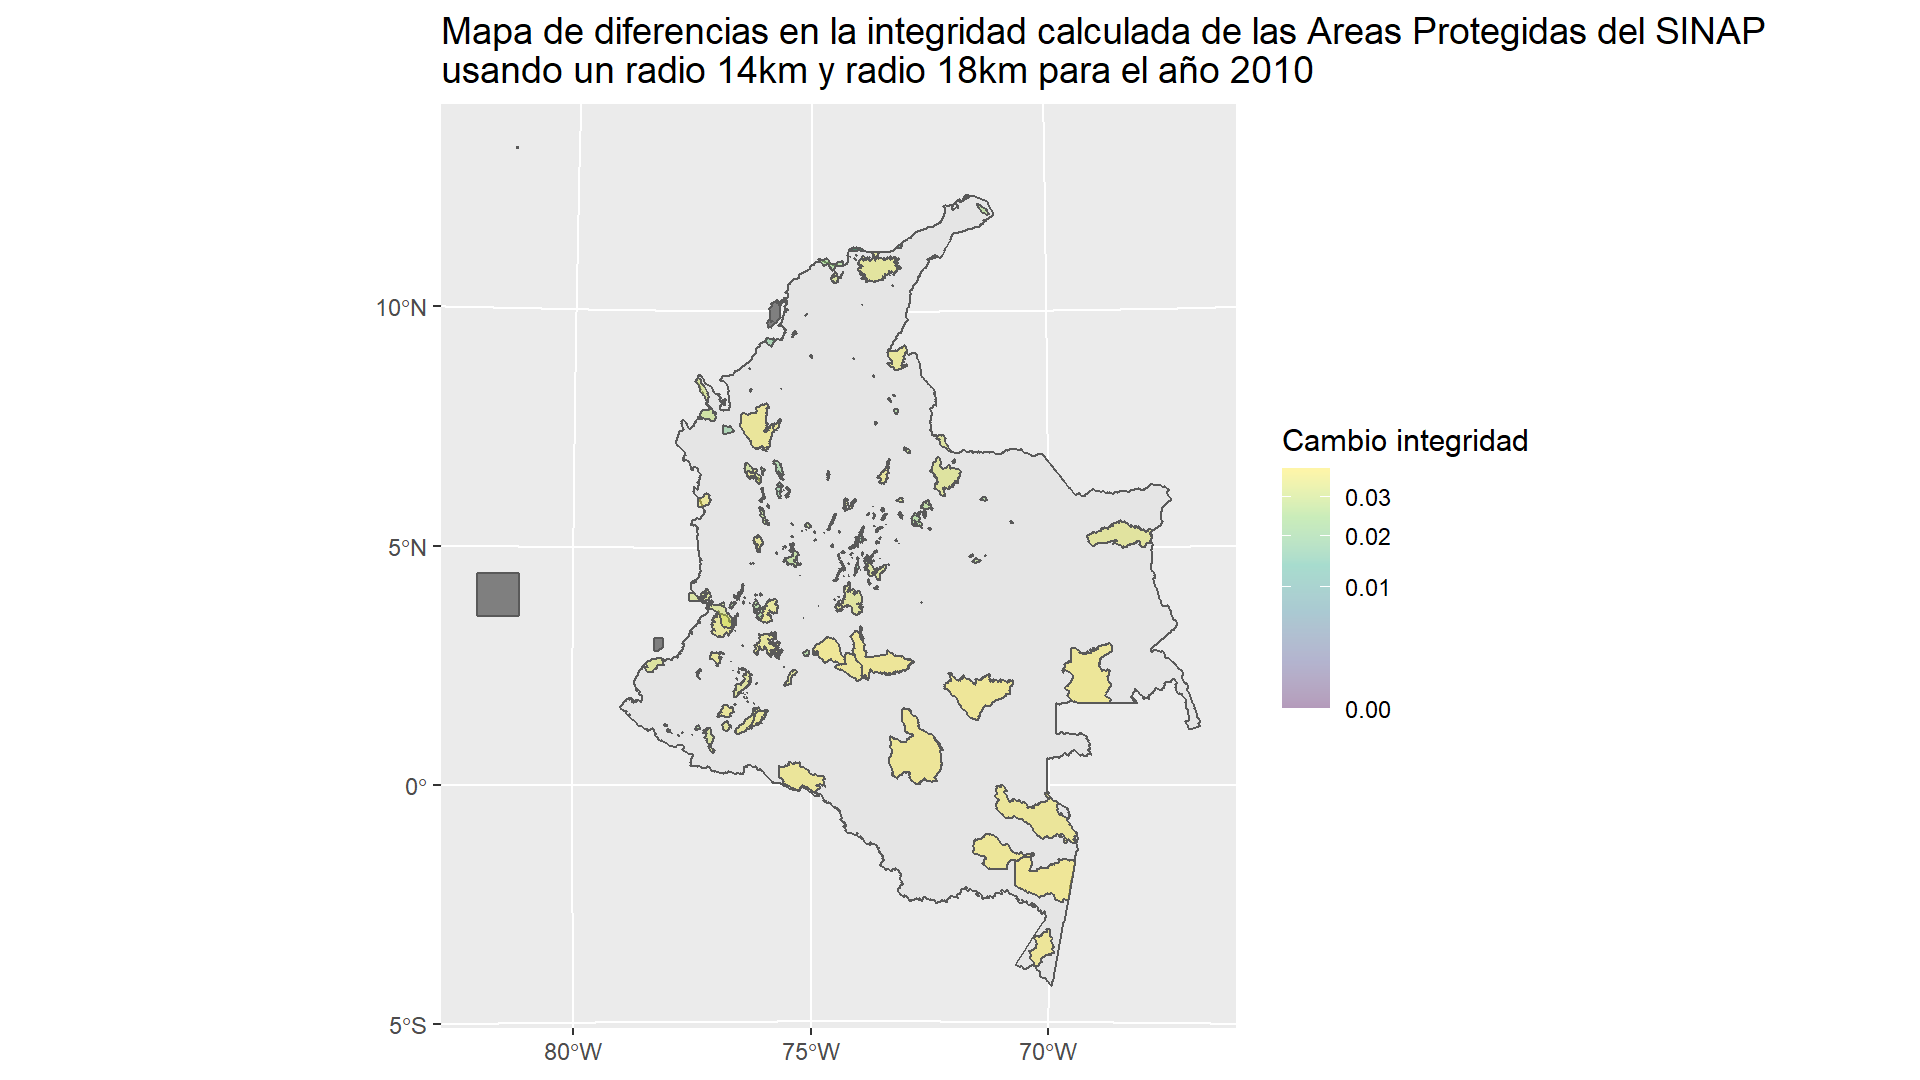 Mapa de diferencias en la integridad calculada de las Areas Protegidas del SINAP
usando un radio 14km y radio 18km para el año 2010
10°N
5°N
0°
5°S
80°W
75°W
70°W
Cambio integridad
0.03
0.02
0.01
0.00